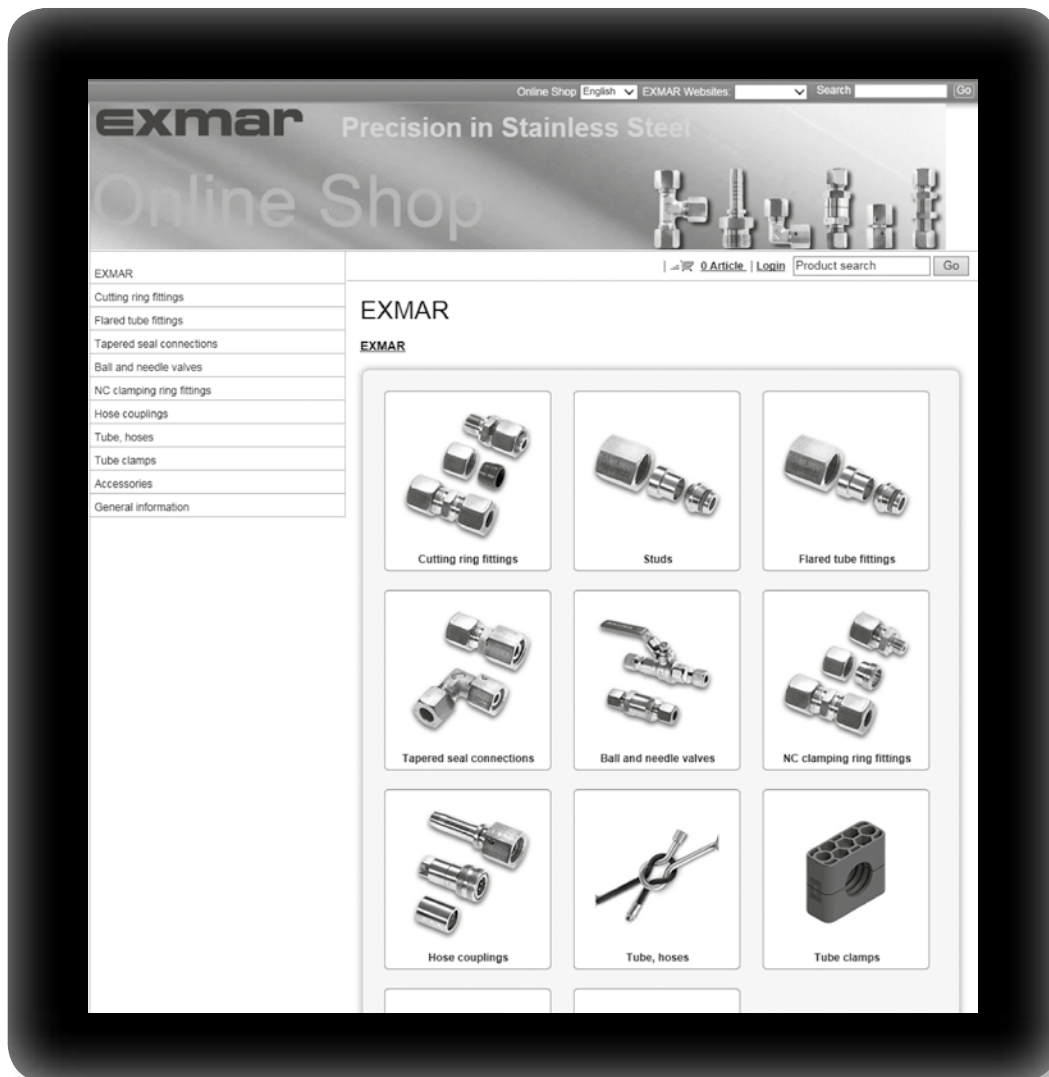 Online Shop English EXMAR Websites: Search Go
exmar Precision in Stainless Steel
Online Shop
0 Article | Login Product search Go
EXMAR
Cutting ring fittings
Flared tube fittings
Tapered seal connections
Ball and needle valves
NC clamping ring fittings
Hose couplings
Tube, hoses
Tube clamps
Accessories
General information
EXMAR
EXMAR
Cutting ring fittings
Studs
Flared tube fittings
Tapered seal connections
Ball and needle valves
NC clamping ring fittings
Hose couplings
Tube, hoses
Tube clamps